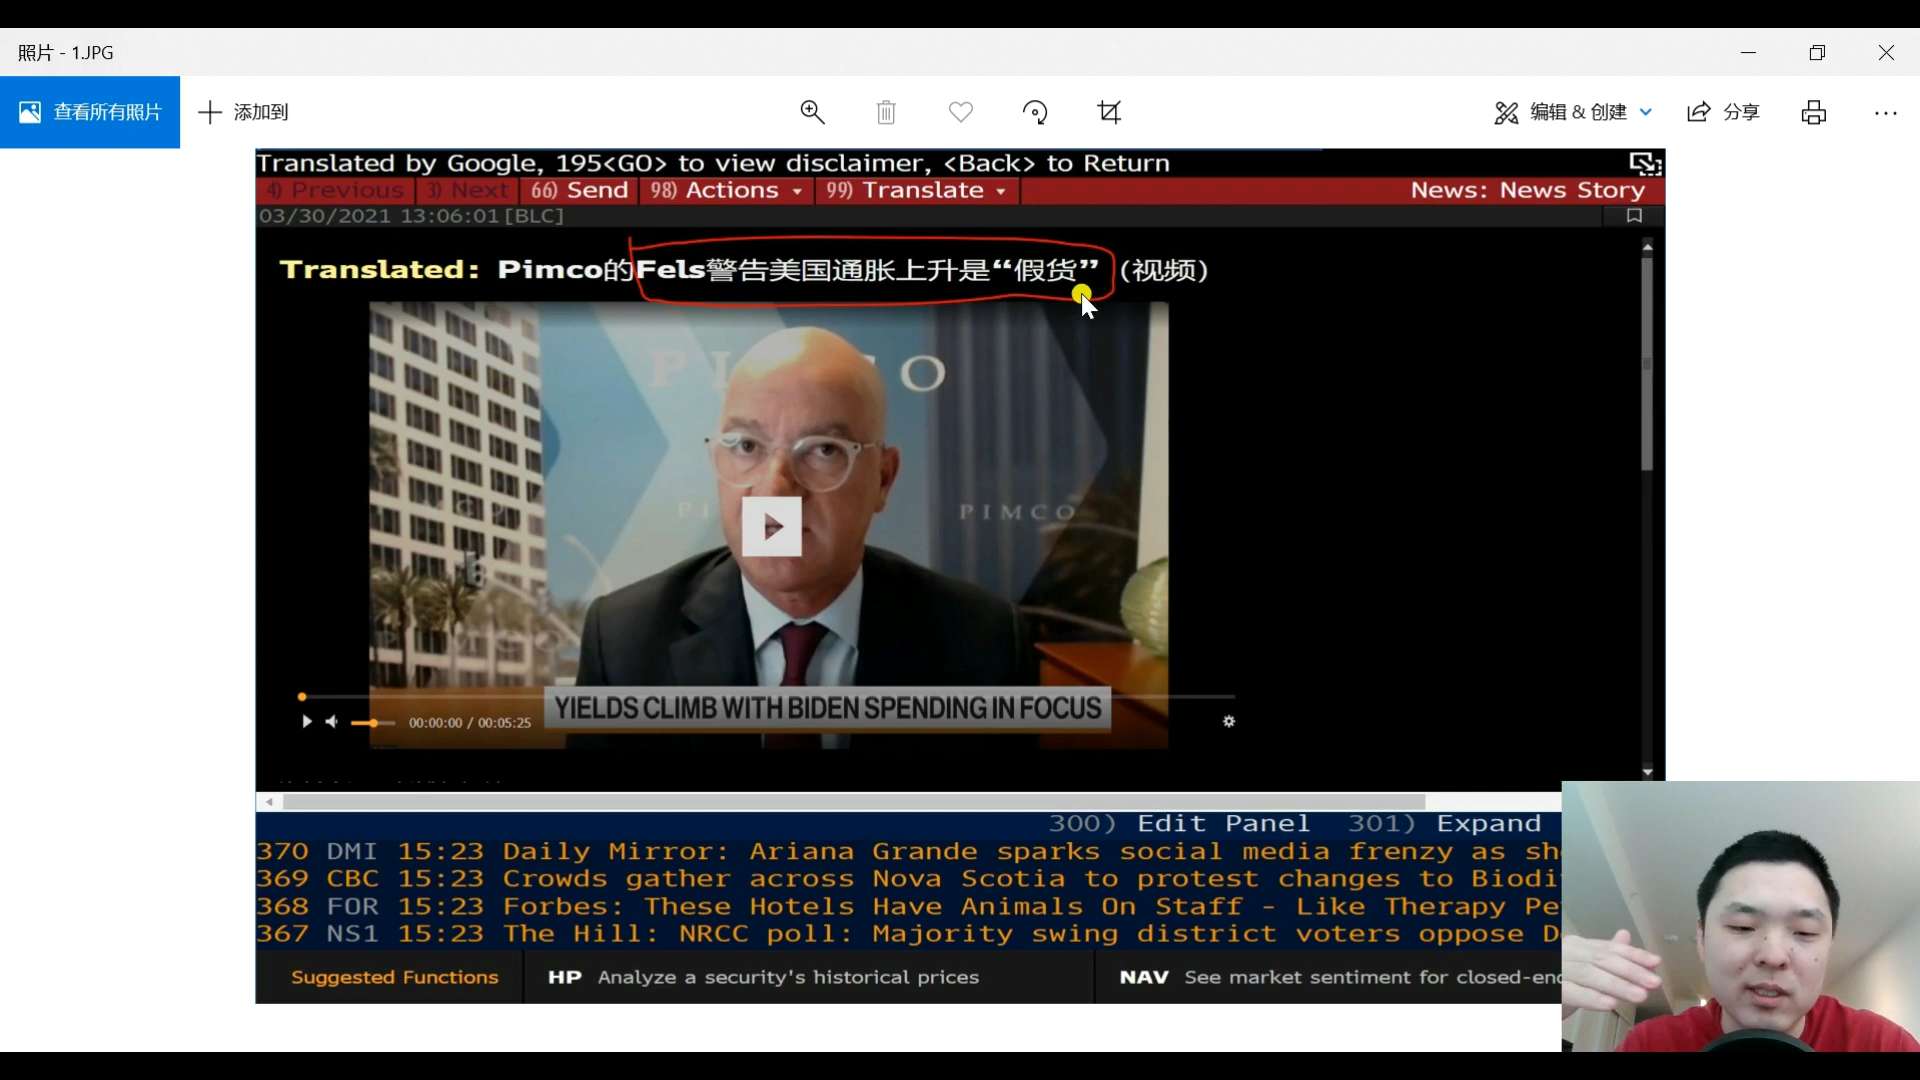 照片 - 1.JPG
查看所有照片
添加到
编辑 & 创建
分享
Translated by Google, 195<GO> to view disclaimer, <Back> to Return
4) Previous 3) Next 66) Send 98) Actions 99) Translate News: News Story
03/30/2021 13:06:01[BLC]
Translated: Pimco的Fels警告美国通胀上升是“假货” (视频)
PIMCO
YIELDS CLIMB WITH BIDEN SPENDING IN FOCUS
00:00:00 / 00:05:25
300) Edit Panel 301) Expand
370 DMI 15:23 Daily Mirror: Ariana Grande sparks social media frenzy as sh
369 CBC 15:23 Crowds gather across Nova Scotia to protest changes to Biodi
368 FOR 15:23 Forbes: These Hotels Have Animals On Staff - Like Therapy Pe
367 NS1 15:23 The Hill: NRCC poll: Majority swing district voters oppose D
Suggested Functions HP Analyze a security's historical prices NAV See market sentiment for closed-en